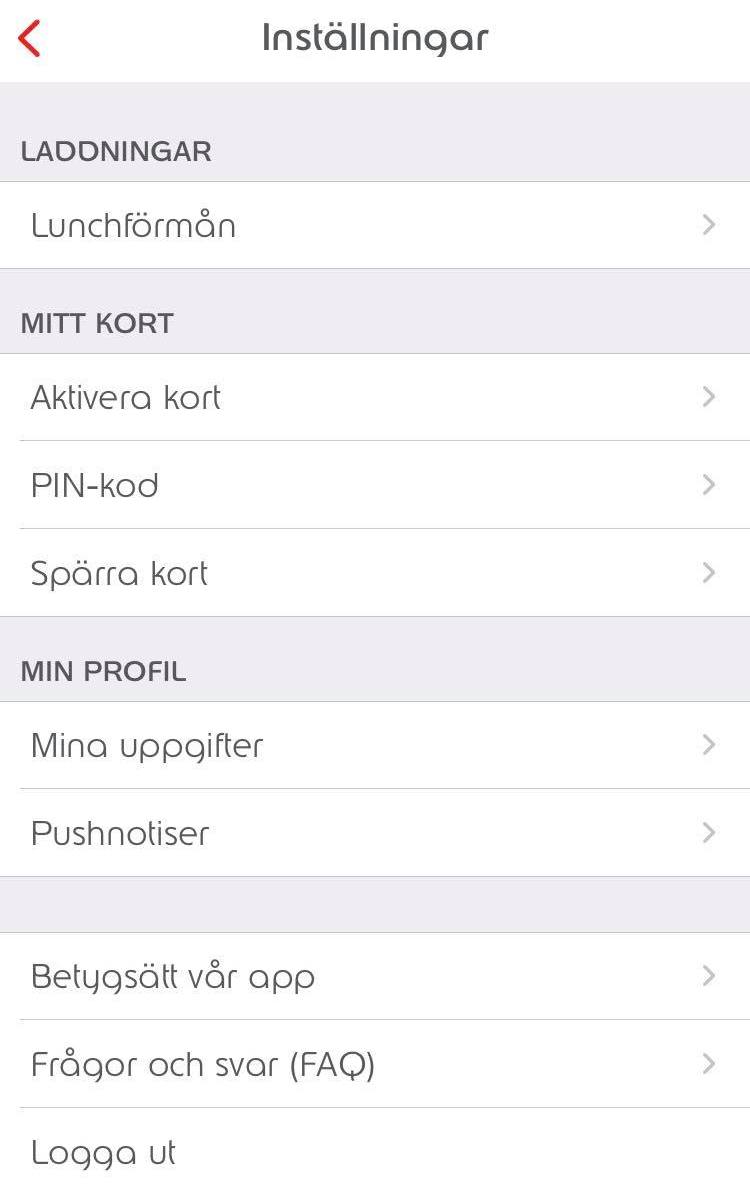 Inställningar
LADDNINGAR
Lunchförmån
MITT KORT
Aktivera kort
PIN-kod
Spärra kort
MIN PROFIL
Mina uppgifter
Pushnotiser
Betygsätt vår app
Frågor och svar (FAQ)
Logga ut